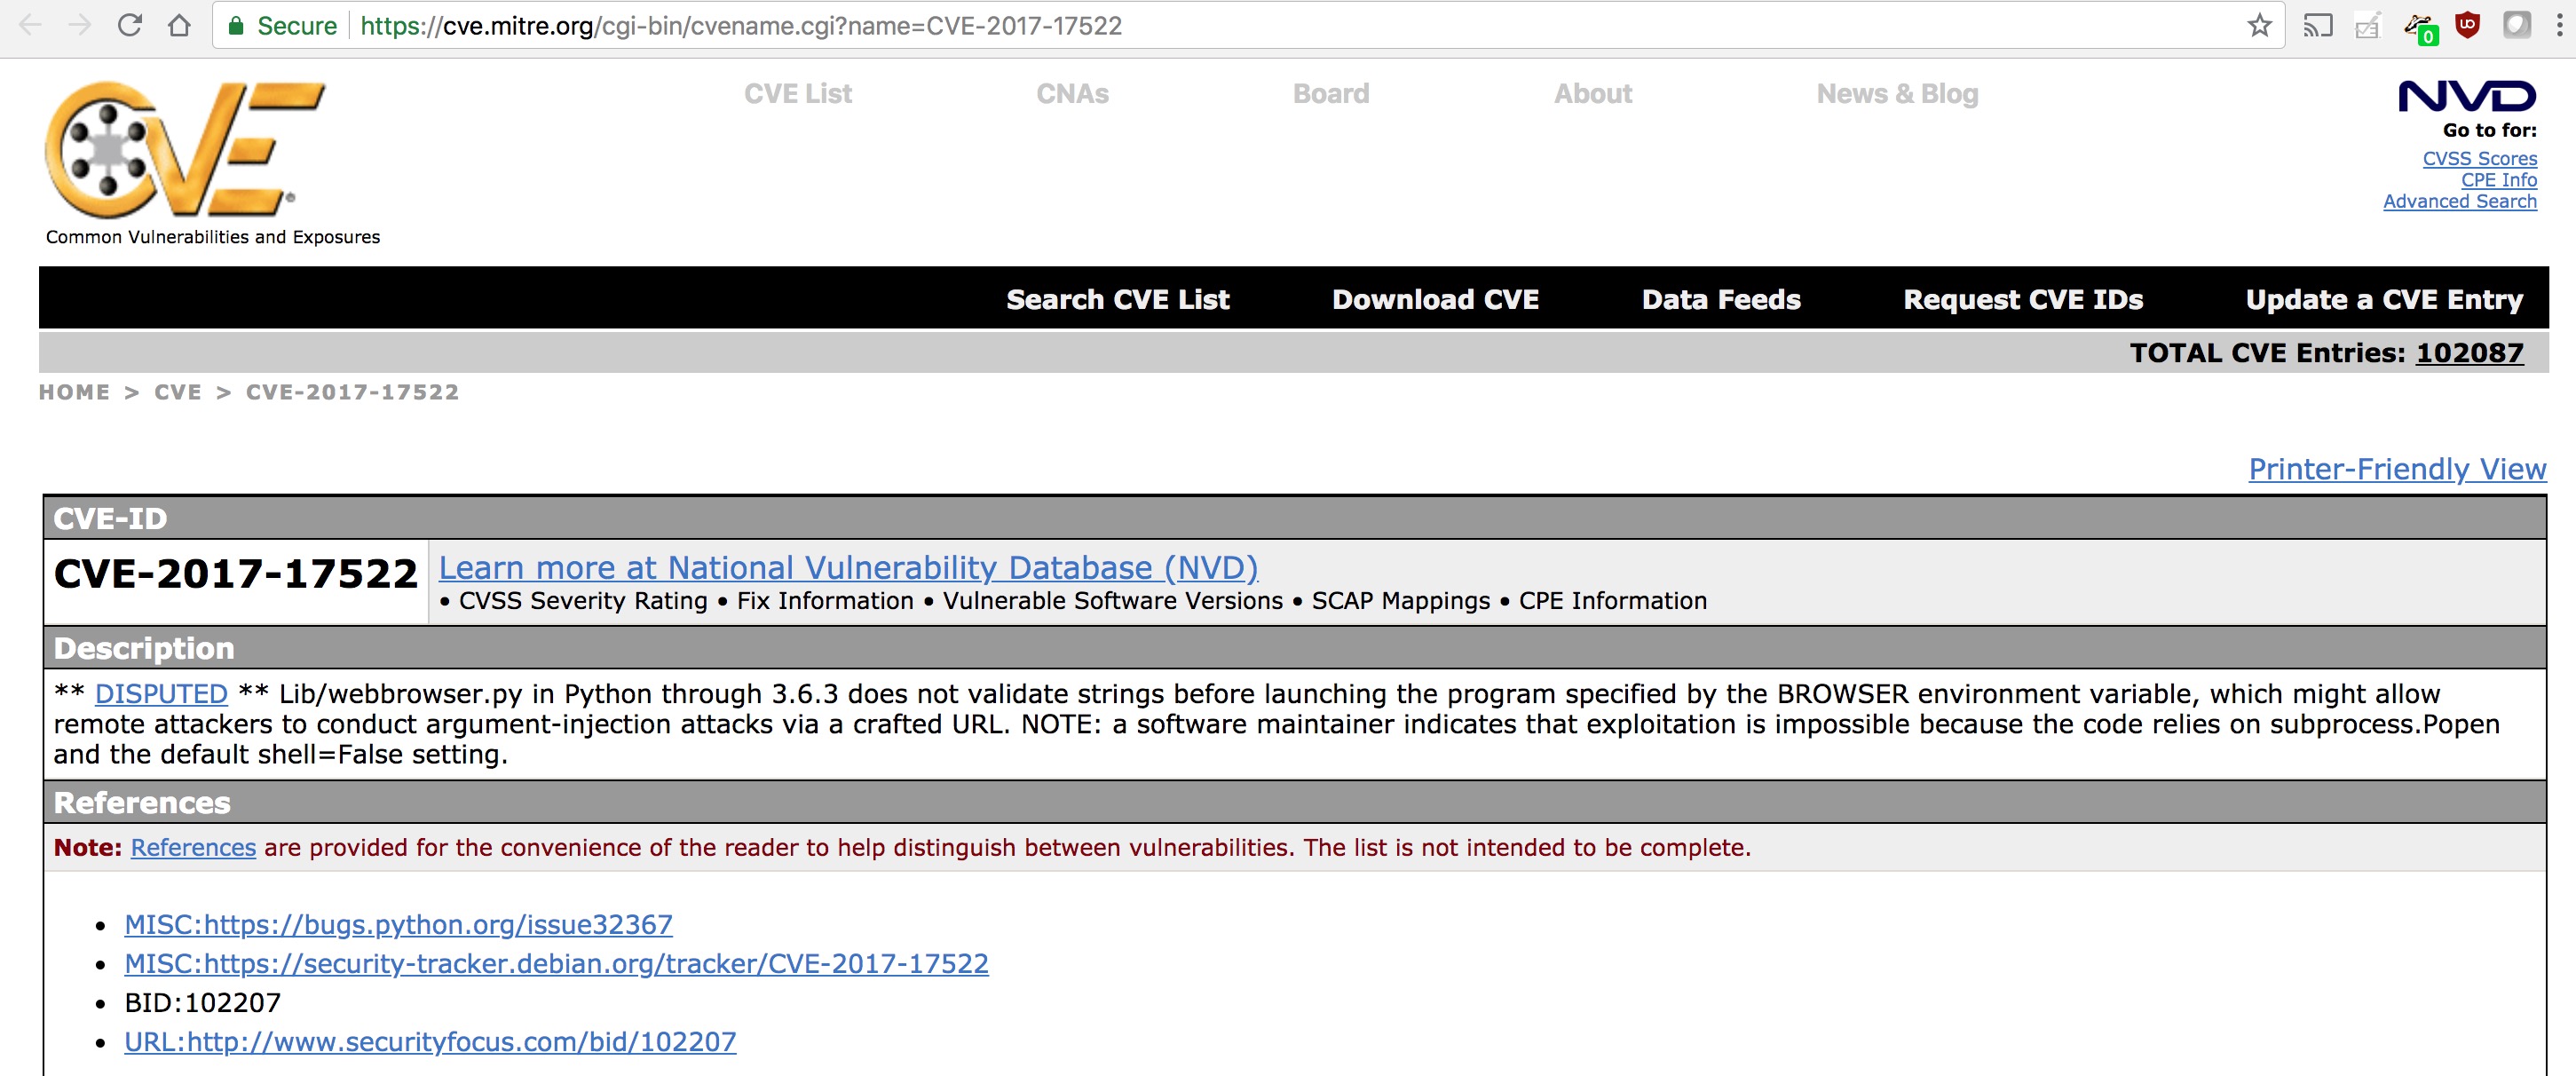 Secure https://cve.mitre.org/cgi-bin/cvename.cgi?name=CVE-2017-17522
0
CVE
Common Vulnerabilities and Exposures
CVE List CNAs Board About News & Blog
NVD
Go to for:
CVSS Scores
CPE Info
Advanced Search
Search CVE List Download CVE Data Feeds Request CVE IDs Update a CVE Entry
TOTAL CVE Entries: 102087
HOME > CVE > CVE-2017-17522
Printer-Friendly View
CVE-ID
CVE-2017-17522 Learn more at National Vulnerability Database (NVD)
• CVSS Severity Rating • Fix Information • Vulnerable Software Versions • SCAP Mappings • CPE Information
Description
** DISPUTED ** Lib/webbrowser.py in Python through 3.6.3 does not validate strings before launching the program specified by the BROWSER environment variable, which might allow
remote attackers to conduct argument-injection attacks via a crafted URL. NOTE: a software maintainer indicates that exploitation is impossible because the code relies on subprocess.Popen
and the default shell=False setting.
References
Note: References are provided for the convenience of the reader to help distinguish between vulnerabilities. The list is not intended to be complete.
• MISC:https://bugs.python.org/issue32367
• MISC:https://security-tracker.debian.org/tracker/CVE-2017-17522
• BID:102207
• URL:http://www.securityfocus.com/bid/102207